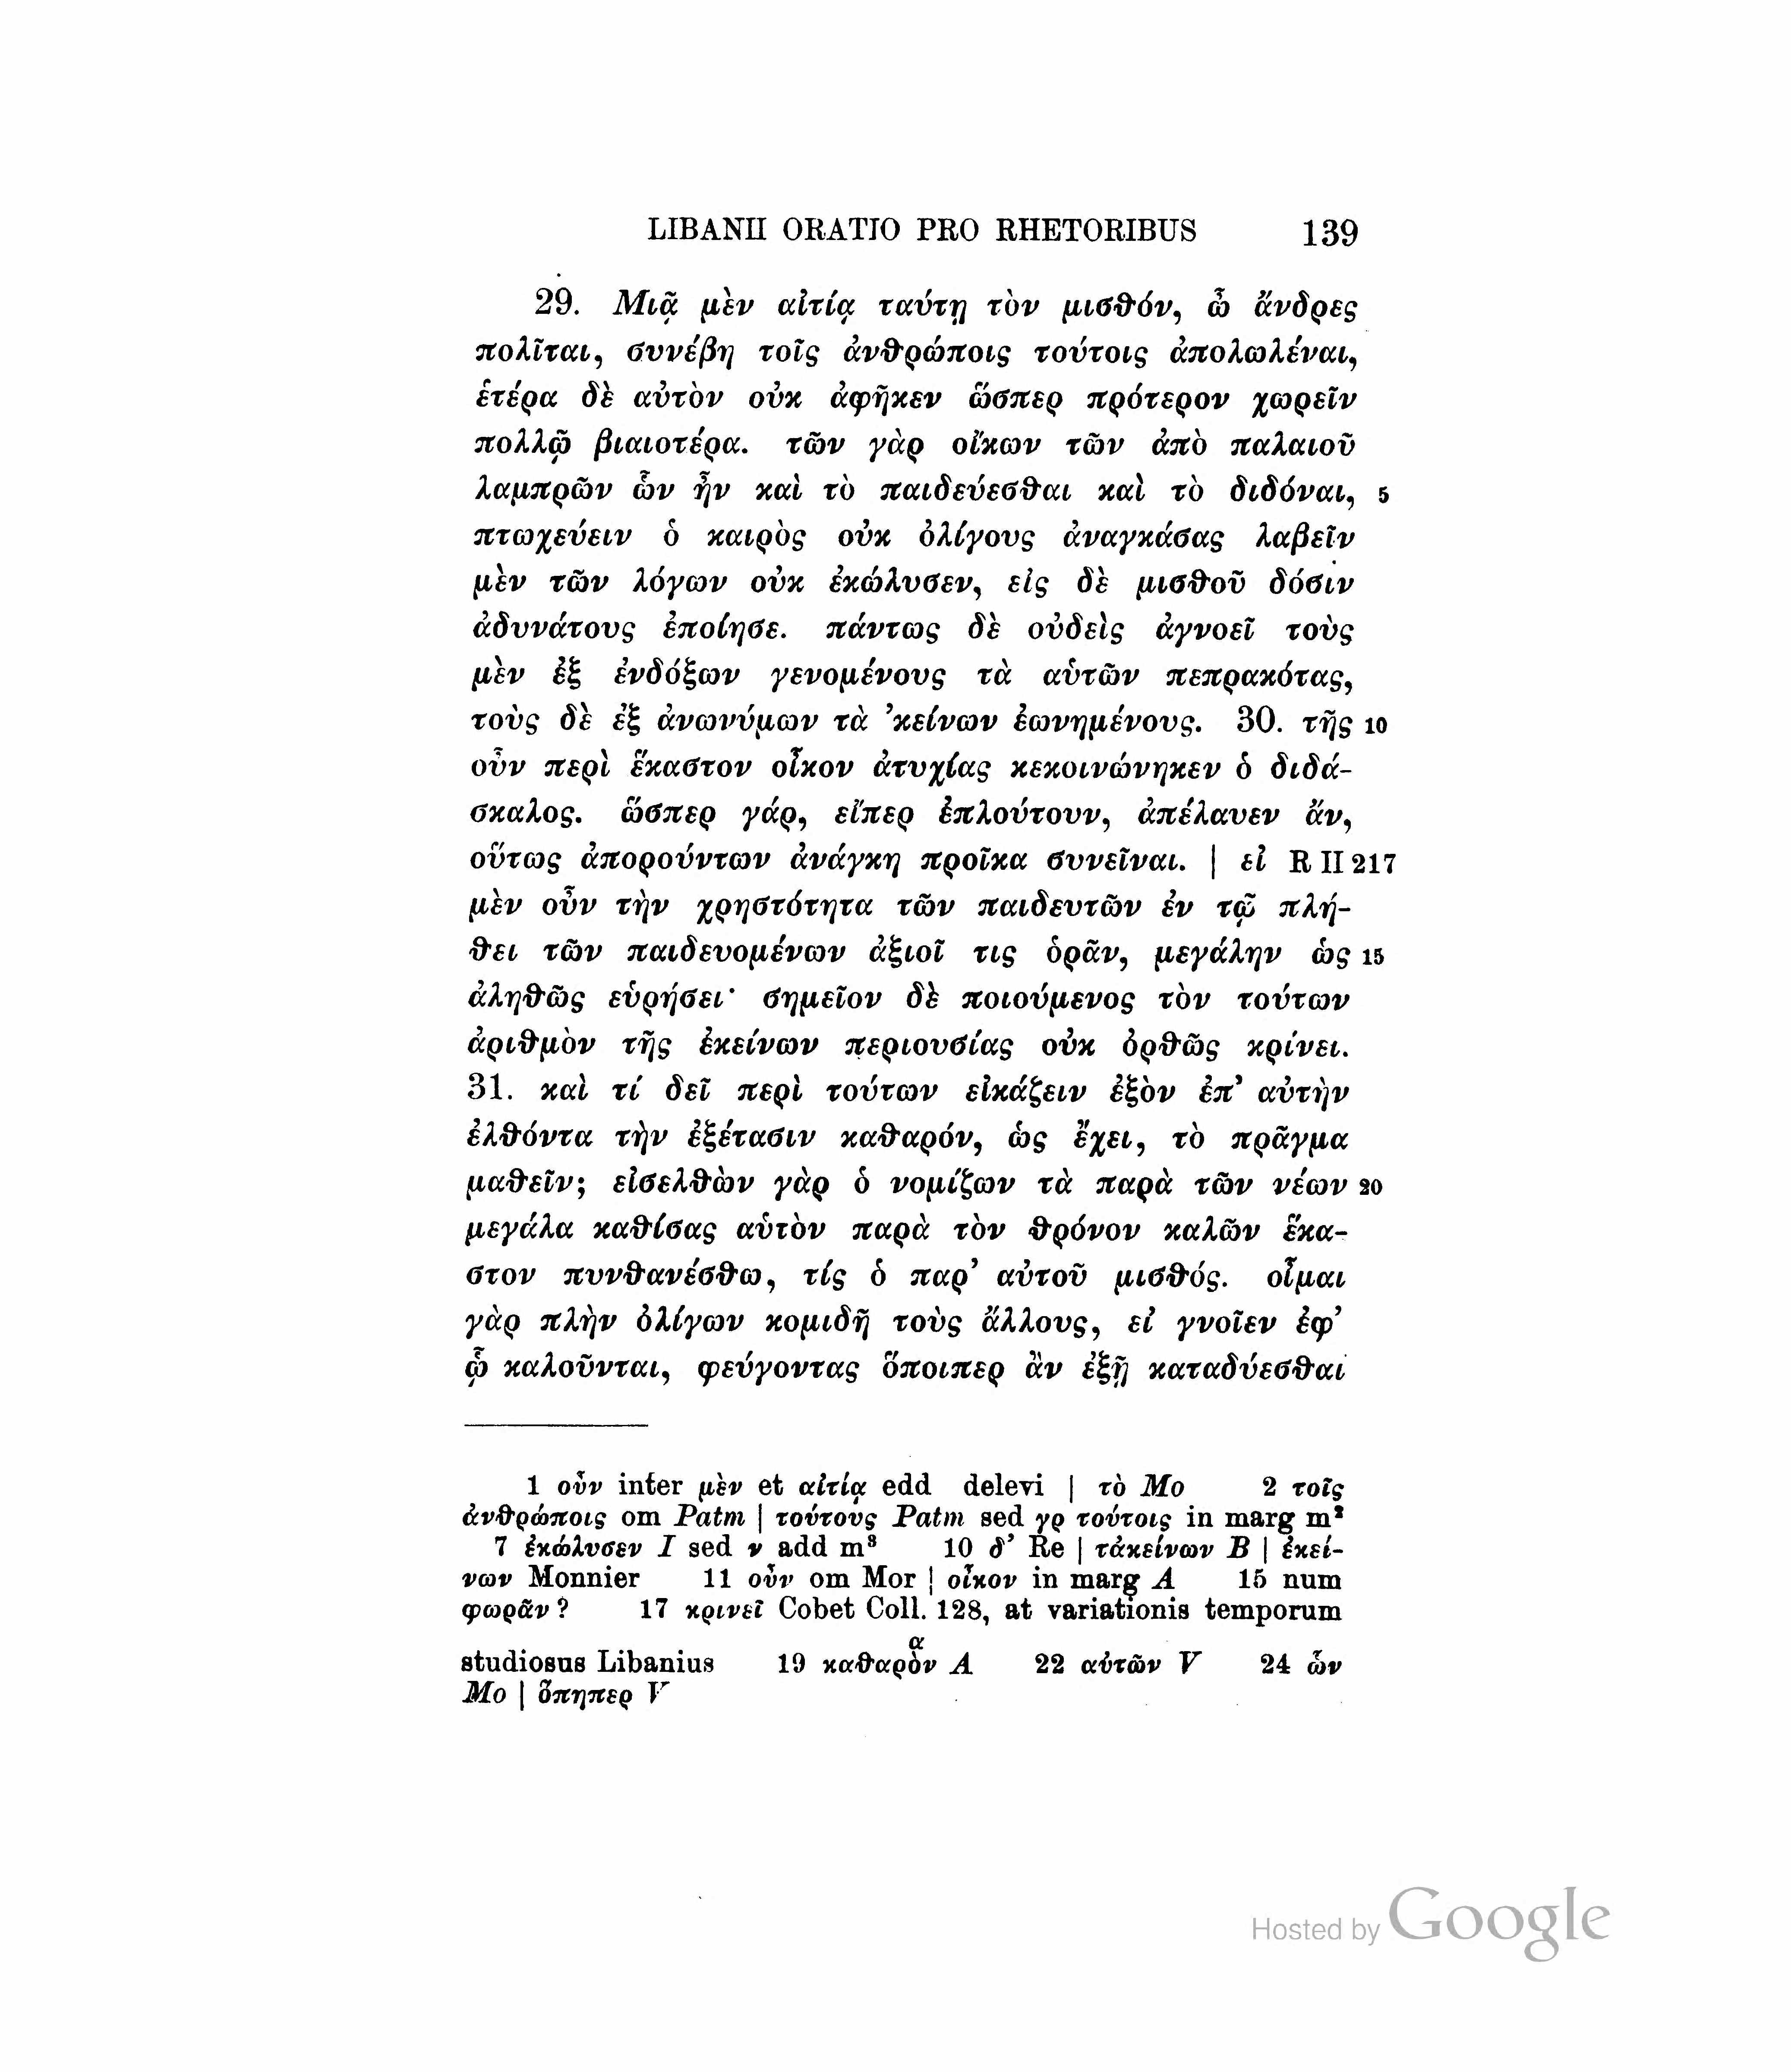 LIBANII ORATIO PRO RHETORIBUS 139
29. Μιᾷ μὲν αἰτίᾳ ταύτῃ τὸν μισθόν, ὦ ἄνδρες
πολῖται, συνέβη τοῖς ἀνθρώποις τούτοις ἀπολωλέναι,
ἑτέρα δὲ αὐτὸν οὐκ ἀφῆκεν ὥσπερ πρότερον χωρεῖν
πολλῷ βιαιοτέρα. τῶν γὰρ οἴκων τῶν ἀπὸ παλαιοῦ
λαμπρῶν ὧν ἦν καὶ τὸ παιδεύεσθαι καὶ τὸ διδόναι, 5
πτωχεύειν ὁ καιρὸς οὐκ ὀλίγους ἀναγκάσας λαβεῖν
μὲν τῶν λόγων οὐκ ἐκώλυσεν, εἰς δὲ μισθοῦ δόσιν
ἀδυνάτους ἐποίησε. πάντως δὲ οὐδεὶς ἀγνοεῖ τοὺς
μὲν ἐξ ἐνδόξων γενομένους τὰ αὑτῶν πεπρακότας,
τοὺς δὲ ἐξ ἀνωνύμων τὰ ’κείνων ἐωνημένους. 30. τῆς 10
οὖν περὶ ἕκαστον οἶκον ἀτυχίας κεκοινώνηκεν ὁ διδά-
σκαλος. ὥσπερ γάρ, εἴπερ ἐπλούτουν, ἀπέλαυεν ἄν,
οὕτως ἀπορούντων ἀνάγκη προῖκα συνεῖναι. | εἰ R II 217
μὲν οὖν τὴν χρηστότητα τῶν παιδευτῶν ἐν τῷ πλή-
θει τῶν παιδευομένων ἀξιοῖ τις ὁρᾶν, μεγάλην ὡς 15
ἀληθῶς εὑρήσει· σημεῖον δὲ ποιούμενος τὸν τούτων
ἀριθμὸν τῆς ἐκείνων περιουσίας οὐκ ὀρθῶς κρίνει.
31. καὶ τί δεῖ περὶ τούτων εἰκάζειν ἐξὸν ἐπ’ αὐτὴν
ἐλθόντα τὴν ἐξέτασιν καθαρόν, ὡς ἔχει, τὸ πρᾶγμα
μαθεῖν; εἰσελθὼν γὰρ ὁ νομίζων τὰ παρὰ τῶν νέων 20
μεγάλα καθίσας αὑτὸν παρὰ τὸν θρόνον καλῶν ἕκα-
στον πυνθανέσθω, τίς ὁ παρ’ αὐτοῦ μισθός. οἶμαι
γὰρ πλὴν ὀλίγων κομιδῇ τοὺς ἄλλους, εἰ γνοῖεν ἐφ’
ᾧ καλοῦνται, φεύγοντας ὅποιπερ ἂν ἐξῇ καταδύεσθαι
1 οὖν inter μὲν et αἰτίᾳ edd delevi | τὸ Mo 2 τοῖς
ἀνθρώποις om Patm | τούτους Patm sed γρ τούτοις in marg m²
7 ἐκώλυσεν I sed ν add m³ 10 δ’ Re | τἀκείνων B | ἐκεί-
νων Monnier 11 οὖν om Mor | οἶκον in marg A 15 num
φωρᾶν? 17 κρινεῖ Cobet Coll. 128, at variationis temporum
α
studiosus Libanius 19 καθαρὸν A 22 αὐτῶν V 24 ὧν
Mo | ὅπηπερ V
Hosted by Google